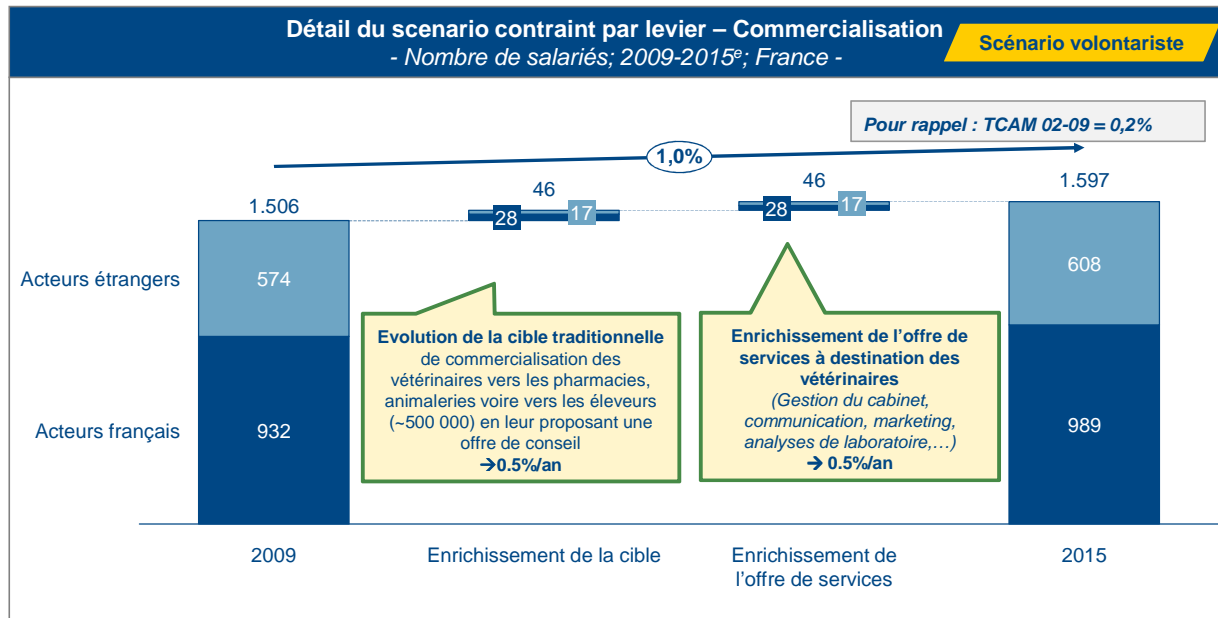 Détail du scenario contraint par levier – Commercialisation
- Nombre de salariés; 2009-2015e; France -
Scénario volontariste
Pour rappel : TCAM 02-09 = 0,2%
1,0%
1.506
46
46
1.597
28
17
28
17
Acteurs étrangers
574
608
Evolution de la cible traditionnelle
de commercialisation des
vétérinaires vers les pharmacies,
animaleries voire vers les éleveurs
(~500 000) en leur proposant une
offre de conseil
→0.5%/an
Enrichissement de l'offre de
services à destination des
vétérinaires
(Gestion du cabinet,
communication, marketing,
analyses de laboratoire,…)
→ 0.5%/an
Acteurs français
932
989
2009
Enrichissement de la cible
Enrichissement de
l'offre de services
2015